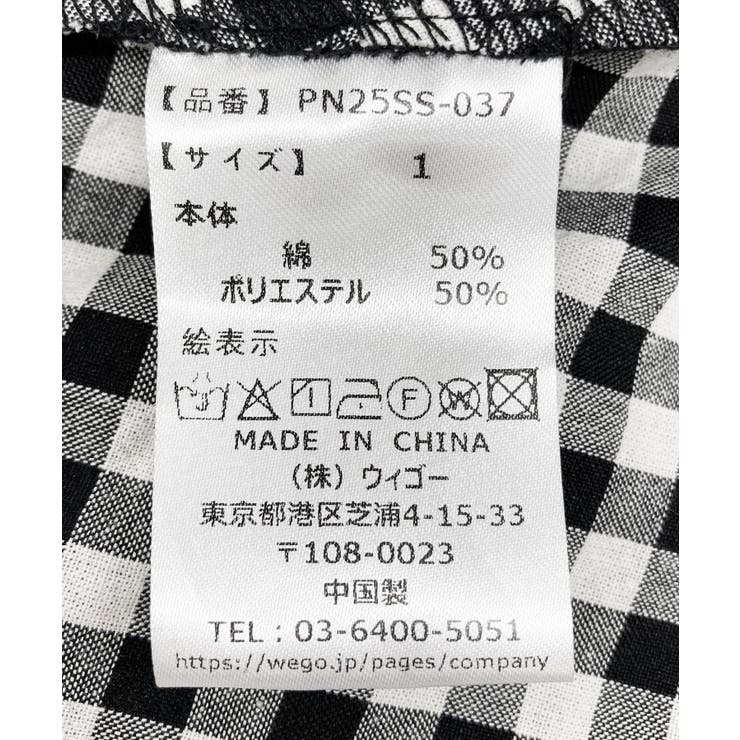 【品番】 PN25SS-037
【サイズ】 1
本体
綿 50%
ポリエステル 50%
絵表示
F W
MADE IN CHINA
（株）ウィゴー
東京都港区芝浦4-15-33
〒108-0023
中国製
TEL：03-6400-5051
https://wego.jp/pages/company